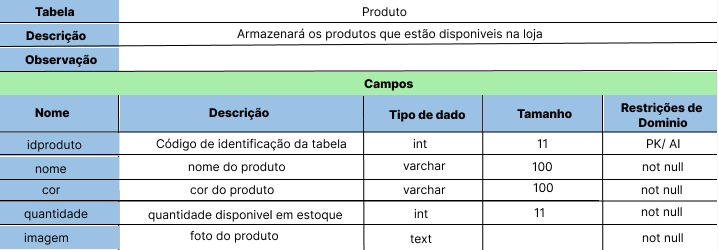 Tabela Produto
Descrição Armazenará os produtos que estão disponiveis na loja
Observação
Campos
Nome Descrição Tipo de dado Tamanho Restrições de Dominio
idproduto Código de identificação da tabela int 11 PK/ AI
nome nome do produto varchar 100 not null
cor cor do produto varchar 100 not null
quantidade quantidade disponivel em estoque int 11 not null
imagem foto do produto text not null